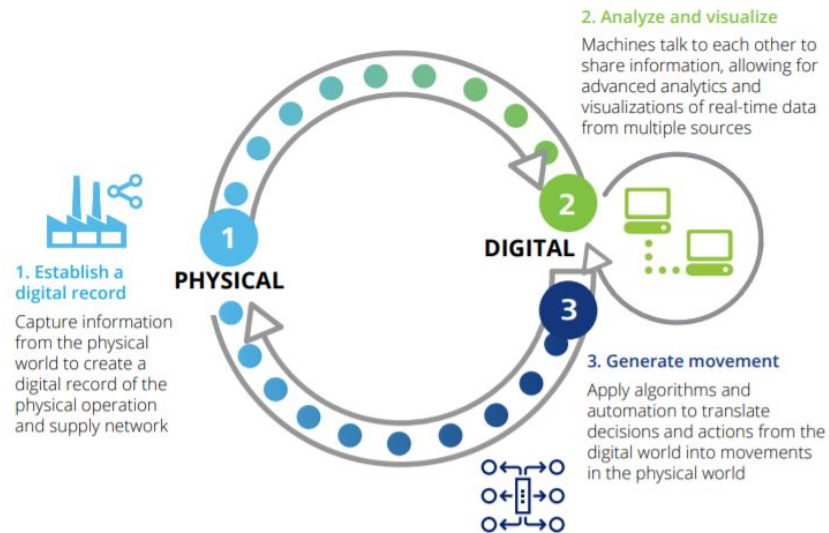 2. Analyze and visualize
Machines talk to each other to
share information, allowing for
advanced analytics and
visualizations of real-time data
from multiple sources
1
PHYSICAL
2
DIGITAL
3
1. Establish a
digital record
Capture information
from the physical
world to create a
digital record of the
physical operation
and supply network
3. Generate movement
Apply algorithms and
automation to translate
decisions and actions from the
digital world into movements
in the physical world